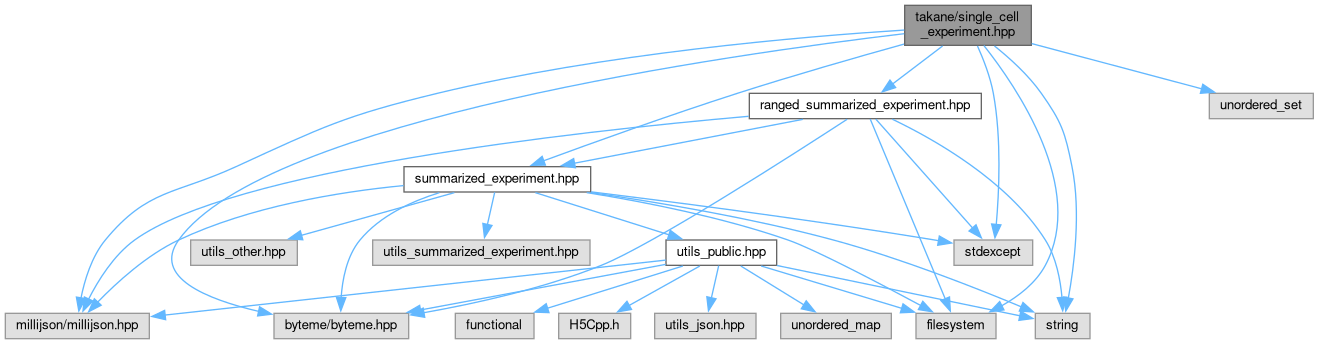 takane/single_cell
_experiment.hpp
ranged_summarized_experiment.hpp
unordered_set
summarized_experiment.hpp
utils_other.hpp
utils_summarized_experiment.hpp
utils_public.hpp
stdexcept
millijson/millijson.hpp
byteme/byteme.hpp
functional
H5Cpp.h
utils_json.hpp
unordered_map
filesystem
string